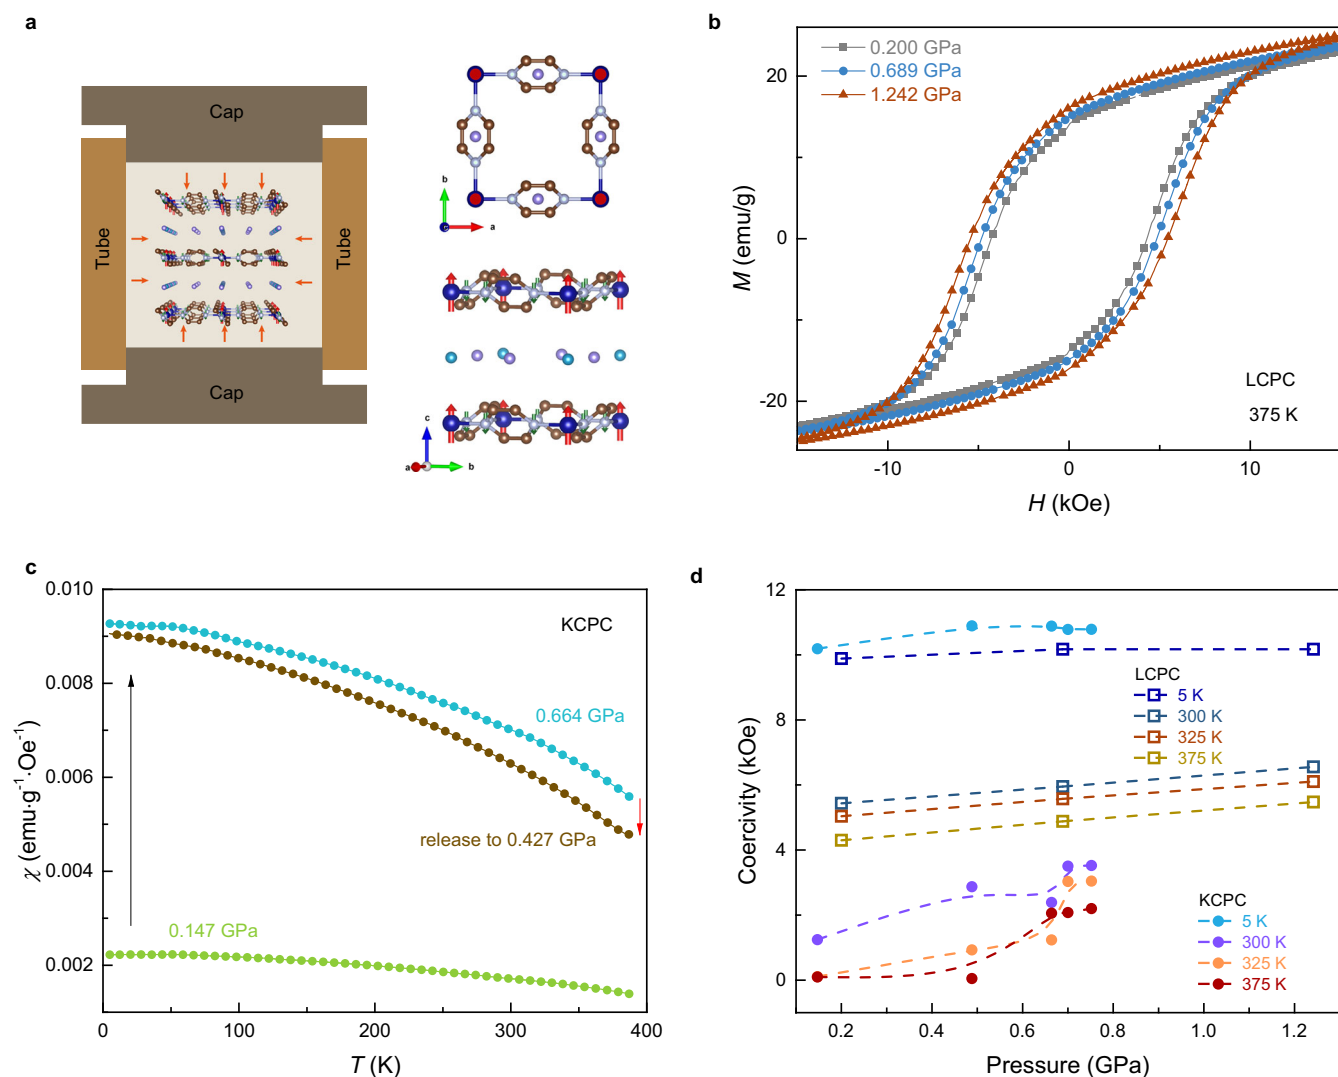 a
Cap
Tube
Tube
Cap
b
a
c
a
b
b
0.200 GPa
0.689 GPa
1.242 GPa
20
0
-20
M (emu/g)
LCPC
375 K
-10
0
10
H (kOe)
c
0.010
0.008
0.006
0.004
0.002
χ (emu·g⁻¹·Oe⁻¹)
KCPC
0.664 GPa
release to 0.427 GPa
0.147 GPa
0
100
200
300
400
T (K)
d
12
8
4
0
Coercivity (kOe)
LCPC
5 K
300 K
325 K
375 K
KCPC
5 K
300 K
325 K
375 K
0.2
0.4
0.6
0.8
1.0
1.2
Pressure (GPa)